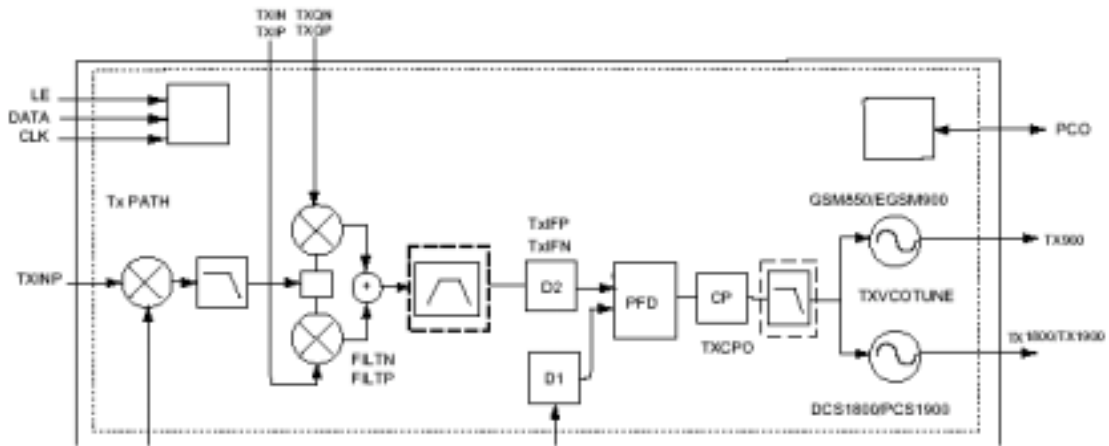 TXIN TXQN
TXIP TXQP
LE
DATA
CLK
PCO
Tx PATH
GSM850/EGSM900
TxIFP
TxIFN
TX900
TXINP
+
D2
PFD
CP
TXVCOTUNE
TXCPO
TX1800/TX1900
FILTN
FILTP
D1
DCS1800/PCS1900